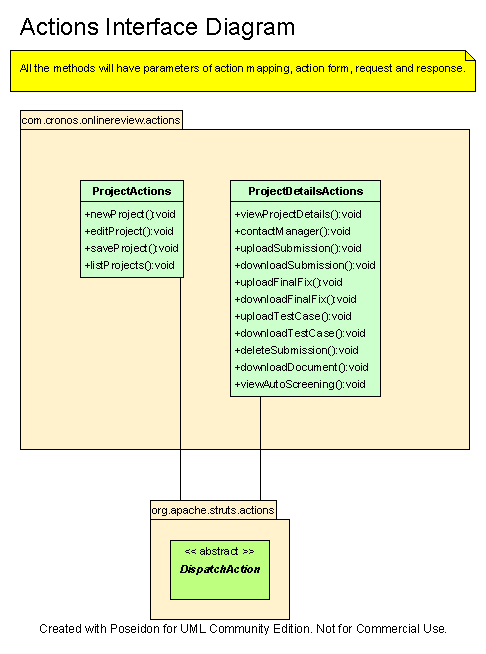 Actions Interface Diagram
All the methods will have parameters of action mapping, action form, request and response.
com.cronos.onlinereview.actions
ProjectActions
+newProject():void
+editProject():void
+saveProject():void
+listProjects():void
ProjectDetailsActions
+viewProjectDetails():void
+contactManager():void
+uploadSubmission():void
+downloadSubmission():void
+uploadFinalFix():void
+downloadFinalFix():void
+uploadTestCase():void
+downloadTestCase():void
+deleteSubmission():void
+downloadDocument():void
+viewAutoScreening():void
org.apache.struts.actions
<< abstract >>
DispatchAction
Created with Poseidon for UML Community Edition. Not for Commercial Use.